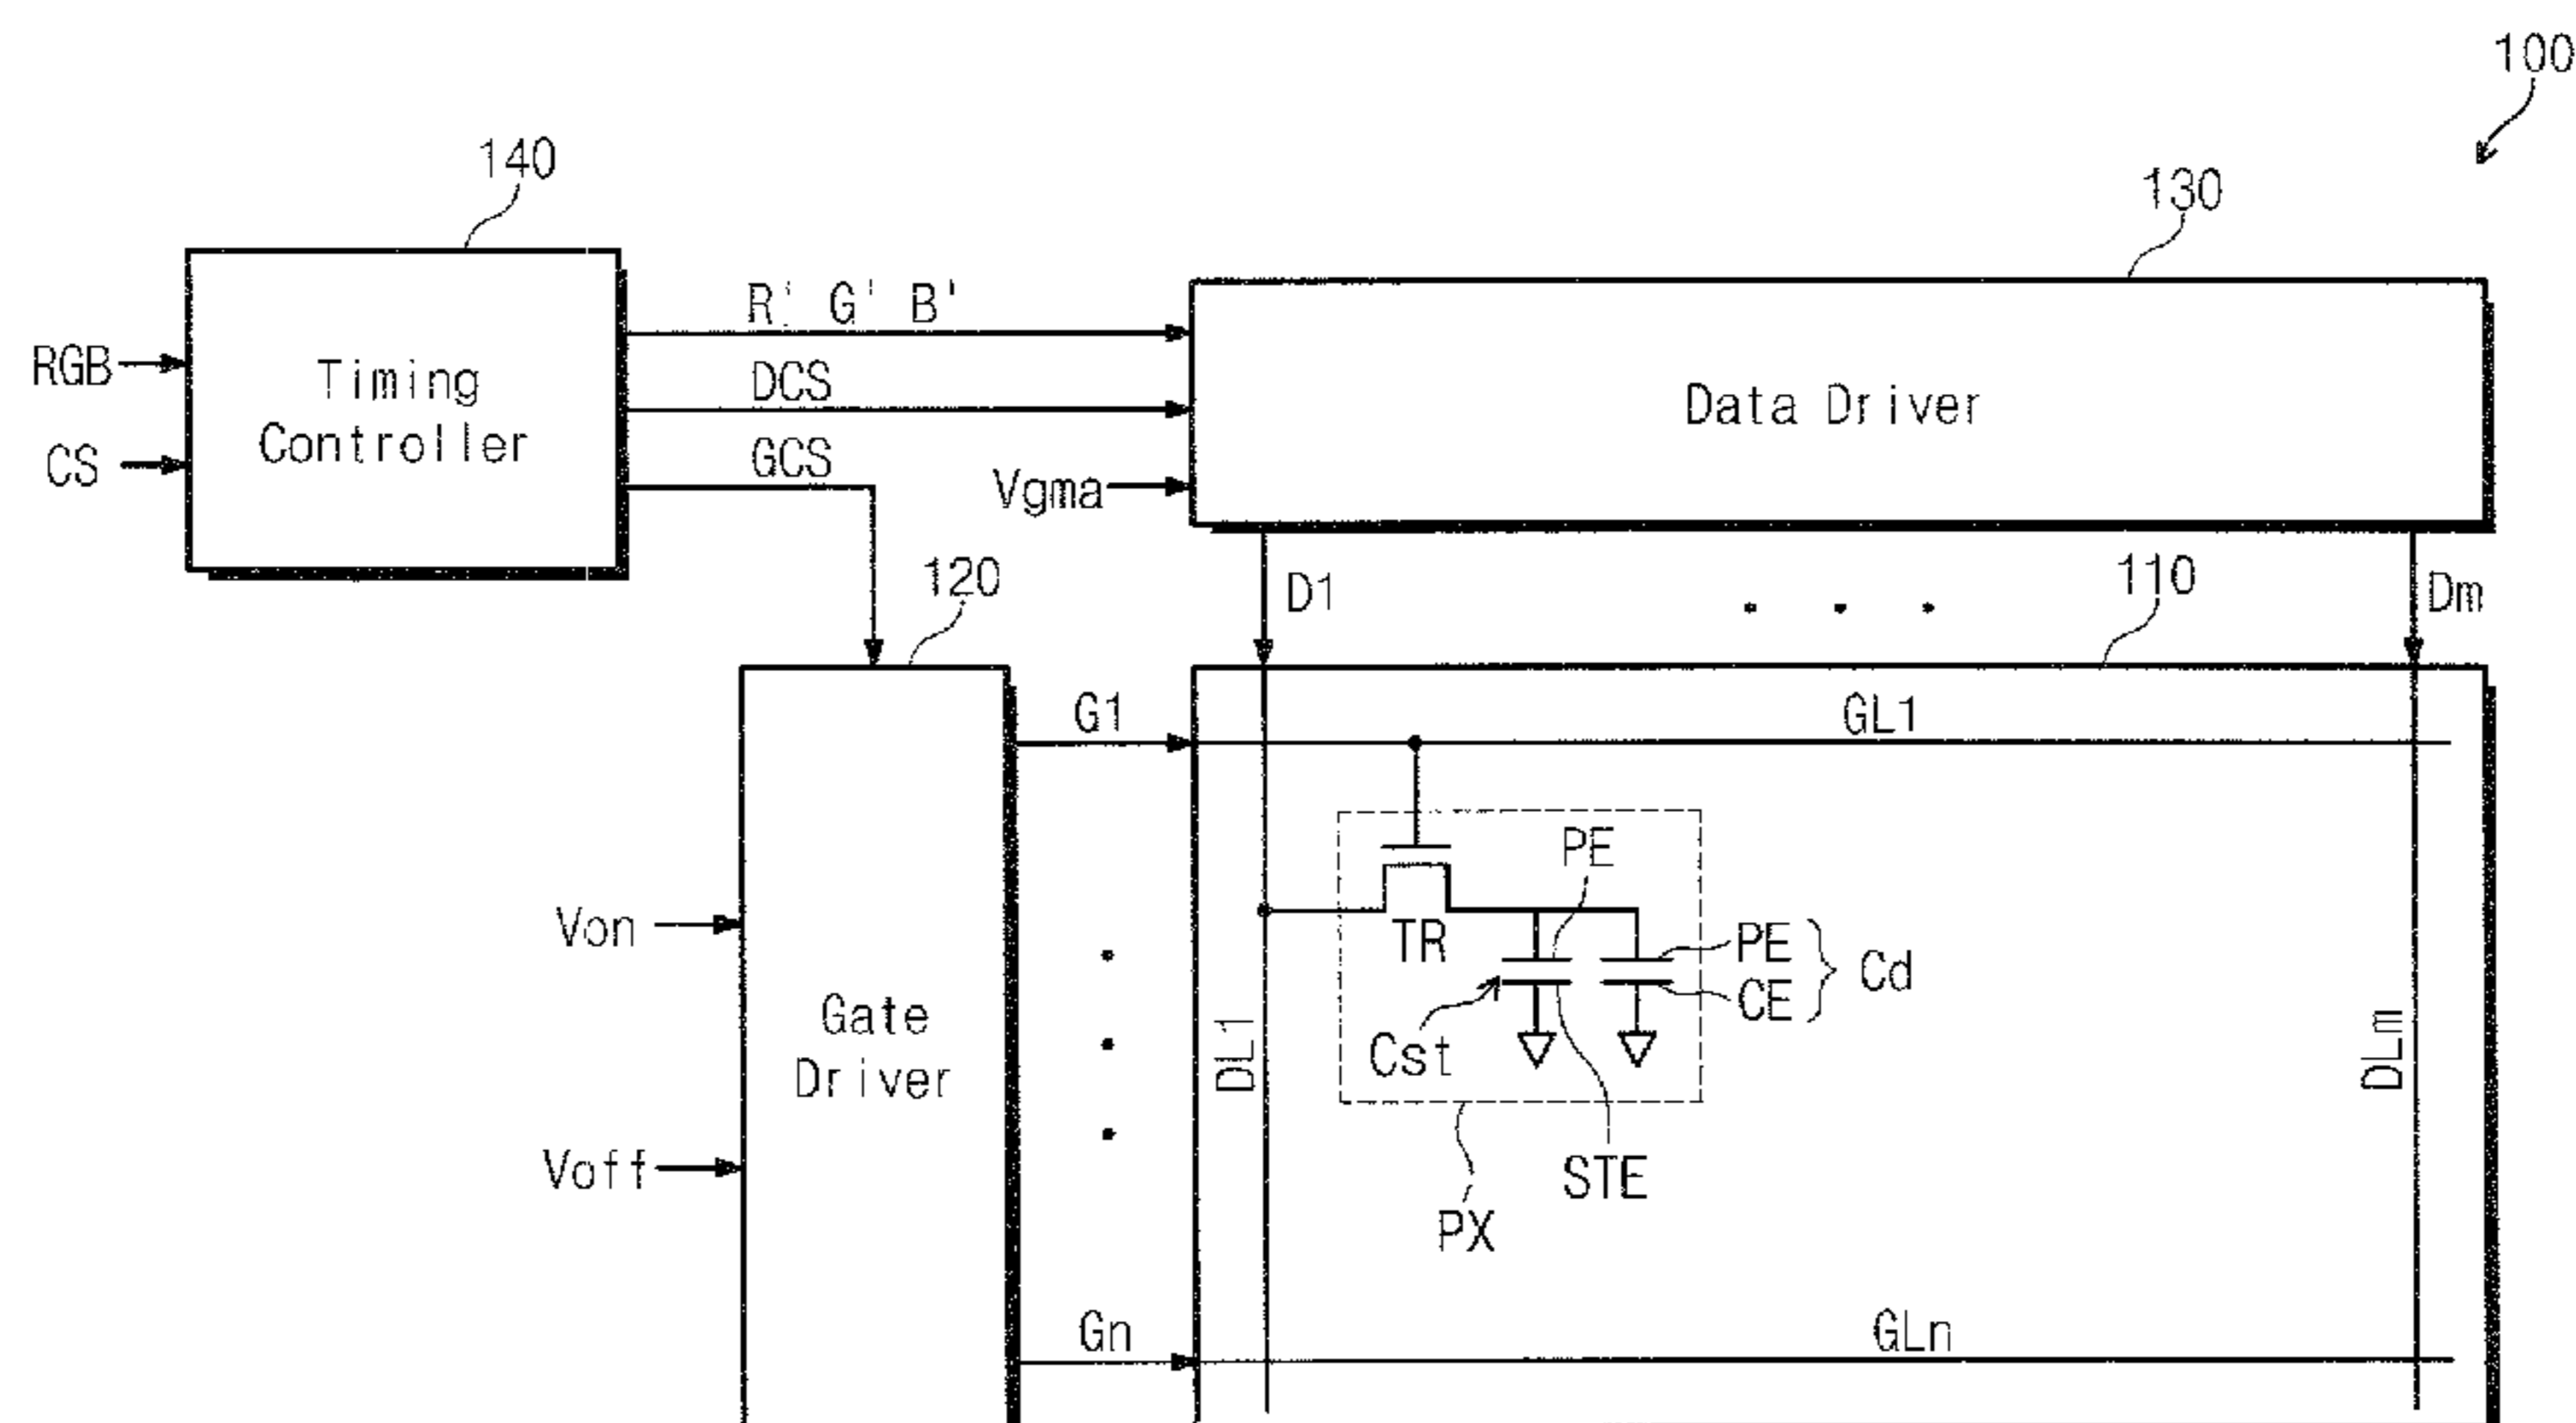 100
140
130
R' G' B'
RGB
Timing
Controller
DCS
Data Driver
CS
GCS
Vgma
120
D1
110
Dm
G1
GL1
PE
Von
TR
PE
Cd
CE
Gate
Driver
DL1
Cst
DLm
Voff
STE
PX
Gn
GLn